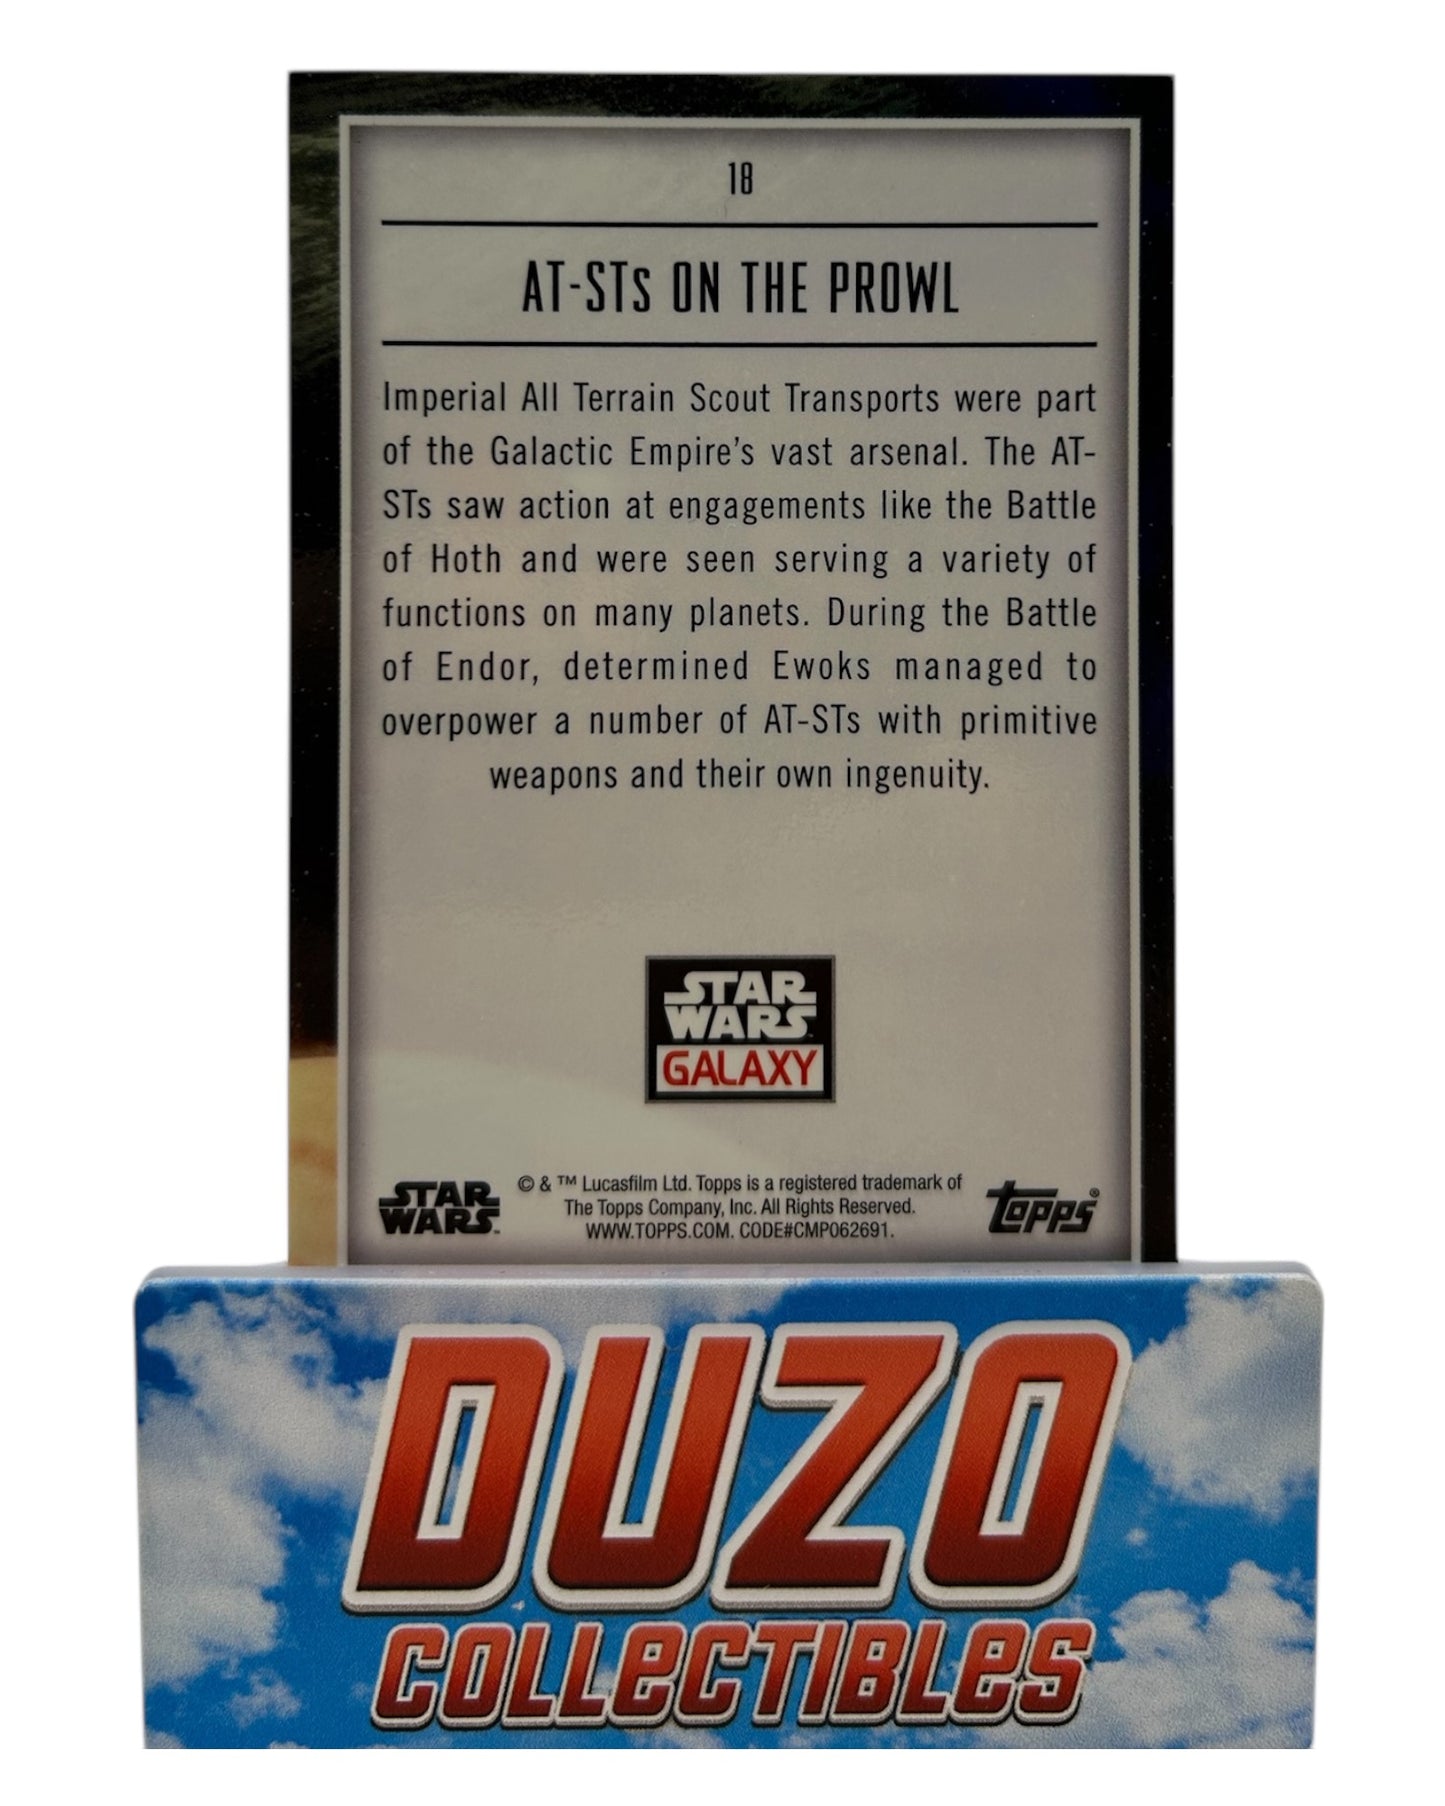 18
AT-STs ON THE PROWL
Imperial All Terrain Scout Transports were part
of the Galactic Empire's vast arsenal. The AT-
STs saw action at engagements like the Battle
of Hoth and were seen serving a variety of
functions on many planets. During the Battle
of Endor, determined Ewoks managed to
overpower a number of AT-STs with primitive
weapons and their own ingenuity.
STAR
WARS
GALAXY
STAR
WARS
© & ™ Lucasfilm Ltd. Topps is a registered trademark of
The Topps Company, Inc. All Rights Reserved.
WWW.TOPPS.COM. CODE#CMP062691.
Topps®
DUZO
COLLECTIBLES